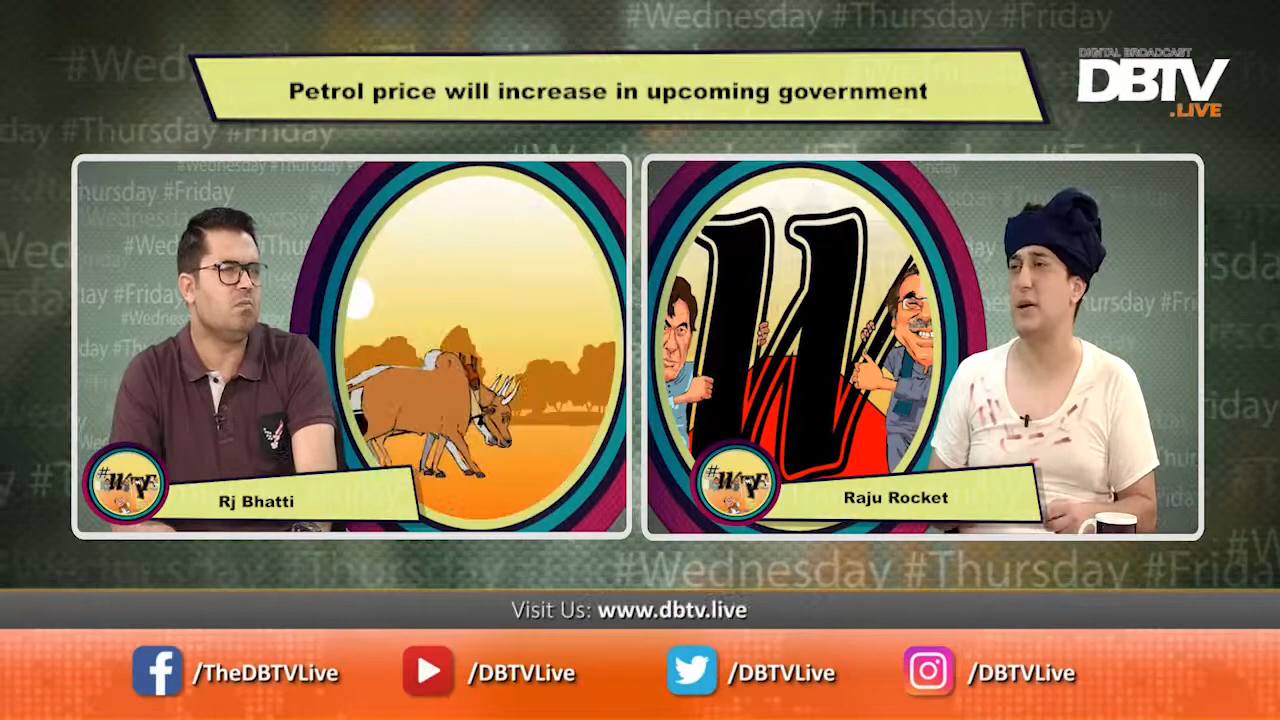 #Wednesday #Thursday #Friday
DIGITAL BROADCAST
DBTV
.LIVE
Petrol price will increase in upcoming government
#WTF
Rj Bhatti
#WTF
Raju Rocket
#Wednesday #Thursday #Friday
Visit Us: www.dbtv.live
/TheDBTVLive
/DBTVLive
/DBTVLive
/DBTVLive